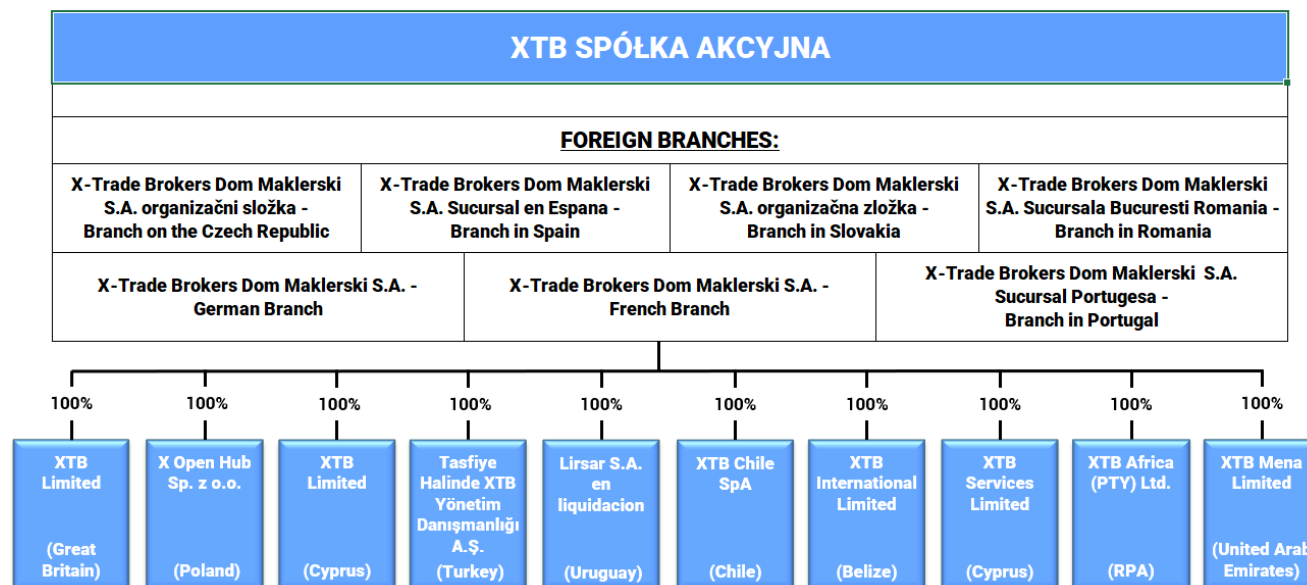 XTB SPÓŁKA AKCYJNA
FOREIGN BRANCHES:
X-Trade Brokers Dom Maklerski
S.A. organizačni složka -
Branch on the Czech Republic
X-Trade Brokers Dom Maklerski
S.A. Sucursal en Espana -
Branch in Spain
X-Trade Brokers Dom Maklerski
S.A. organizačna zložka -
Branch in Slovakia
X-Trade Brokers Dom Maklerski
S.A. Sucursala Bucuresti Romania -
Branch in Romania
X-Trade Brokers Dom Maklerski S.A. -
German Branch
X-Trade Brokers Dom Maklerski S.A. -
French Branch
X-Trade Brokers Dom Maklerski S.A.
Sucursal Portugesa -
Branch in Portugal
100%
100%
100%
100%
100%
100%
100%
100%
100%
100%
XTB
Limited
(Great
Britain)
X Open Hub
Sp. z o.o.
(Poland)
XTB
Limited
(Cyprus)
Tasfiye
Halinde XTB
Yönetim
Danışmanlığı
A.Ş.
(Turkey)
Lirsar S.A.
en
liquidacion
(Uruguay)
XTB Chile
SpA
(Chile)
XTB
International
Limited
(Belize)
XTB
Services
Limited
(Cyprus)
XTB Africa
(PTY) Ltd.
(RPA)
XTB Mena
Limited
(United Arab
Emirates)